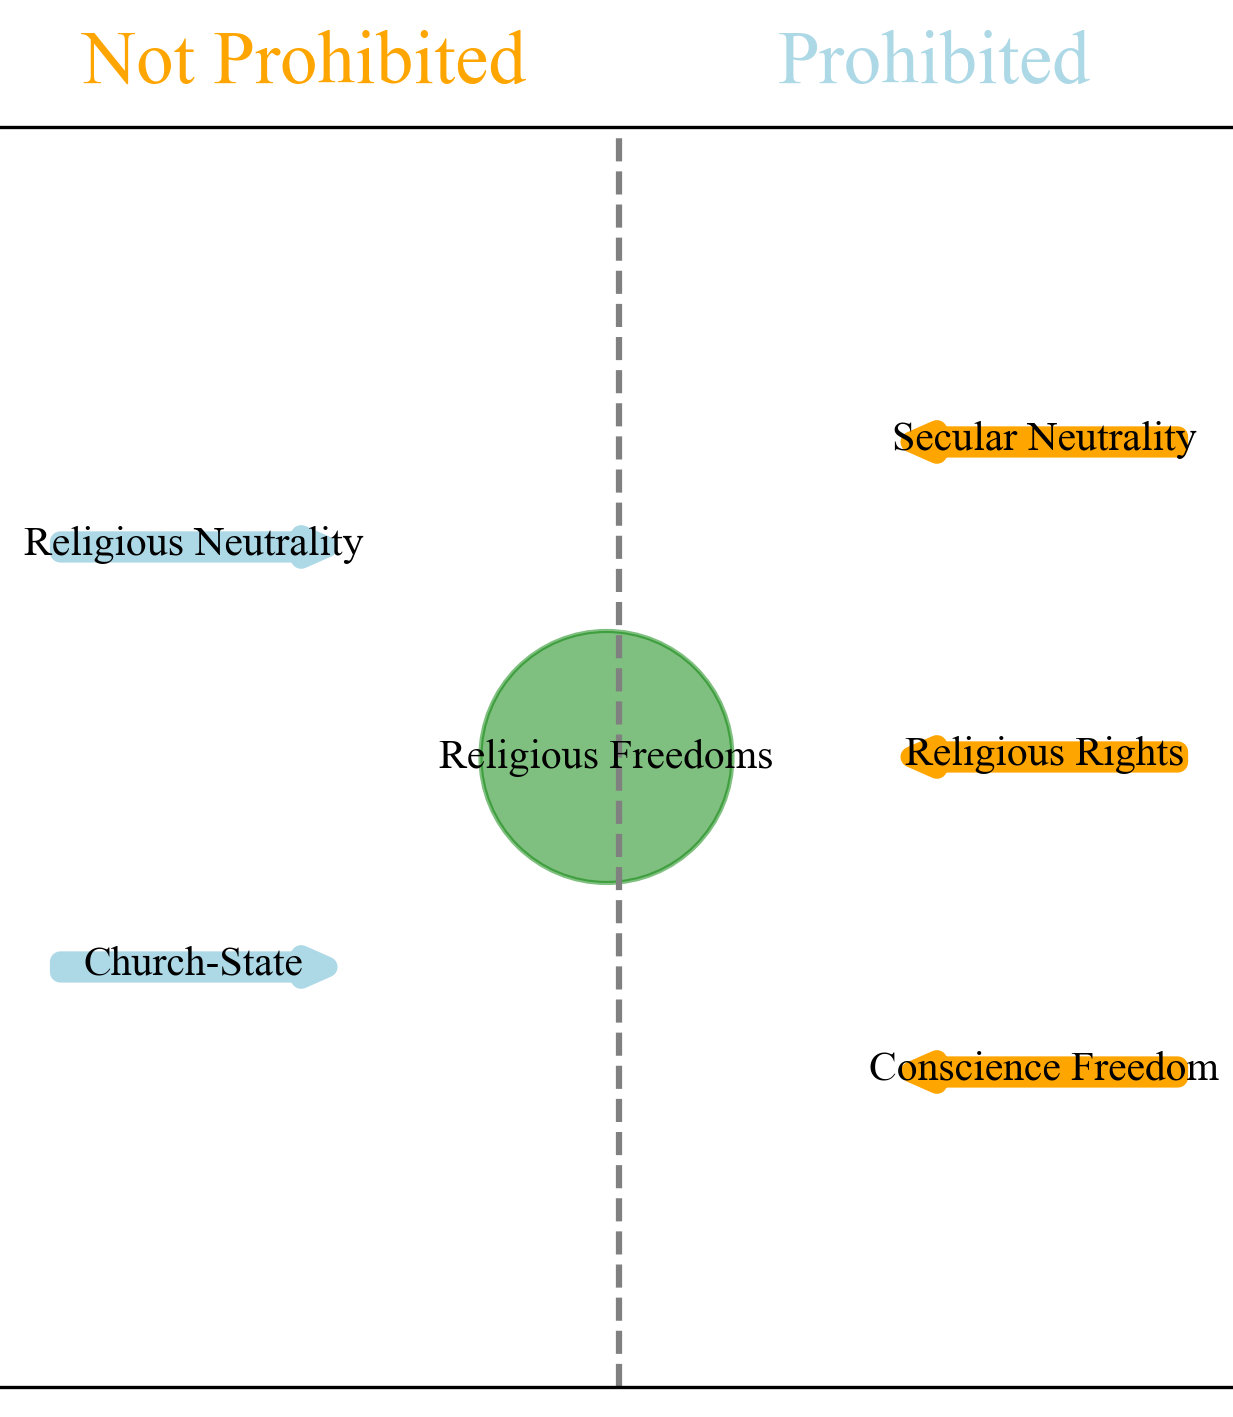 Not Prohibited
Prohibited
Secular Neutrality
Religious Neutrality
Religious Freedoms
Religious Rights
Church-State
Conscience Freedom